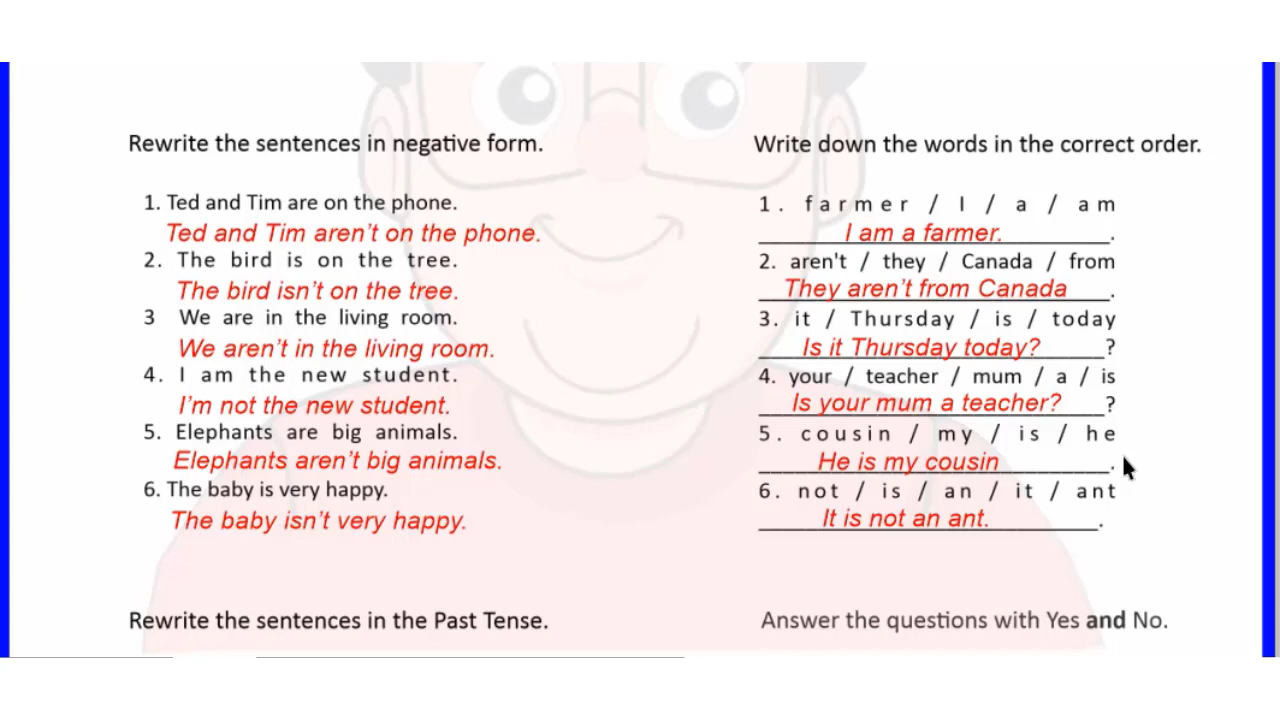 Rewrite the sentences in negative form.
1. Ted and Tim are on the phone.
Ted and Tim aren't on the phone.
2. The bird is on the tree.
The bird isn't on the tree.
3 We are in the living room.
We aren't in the living room.
4. I am the new student.
I'm not the new student.
5. Elephants are big animals.
Elephants aren't big animals.
6. The baby is very happy.
The baby isn't very happy.
Rewrite the sentences in the Past Tense.
Write down the words in the correct order.
1. farmer / I / a / am
I am a farmer. .
2. aren't / they / Canada / from
They aren't from Canada .
3. it / Thursday / is / today
Is it Thursday today? ?
4. your / teacher / mum / a / is
Is your mum a teacher? ?
5. cousin / my / is / he
He is my cousin .
6. not / is / an / it / ant
It is not an ant. .
Answer the questions with Yes and No.